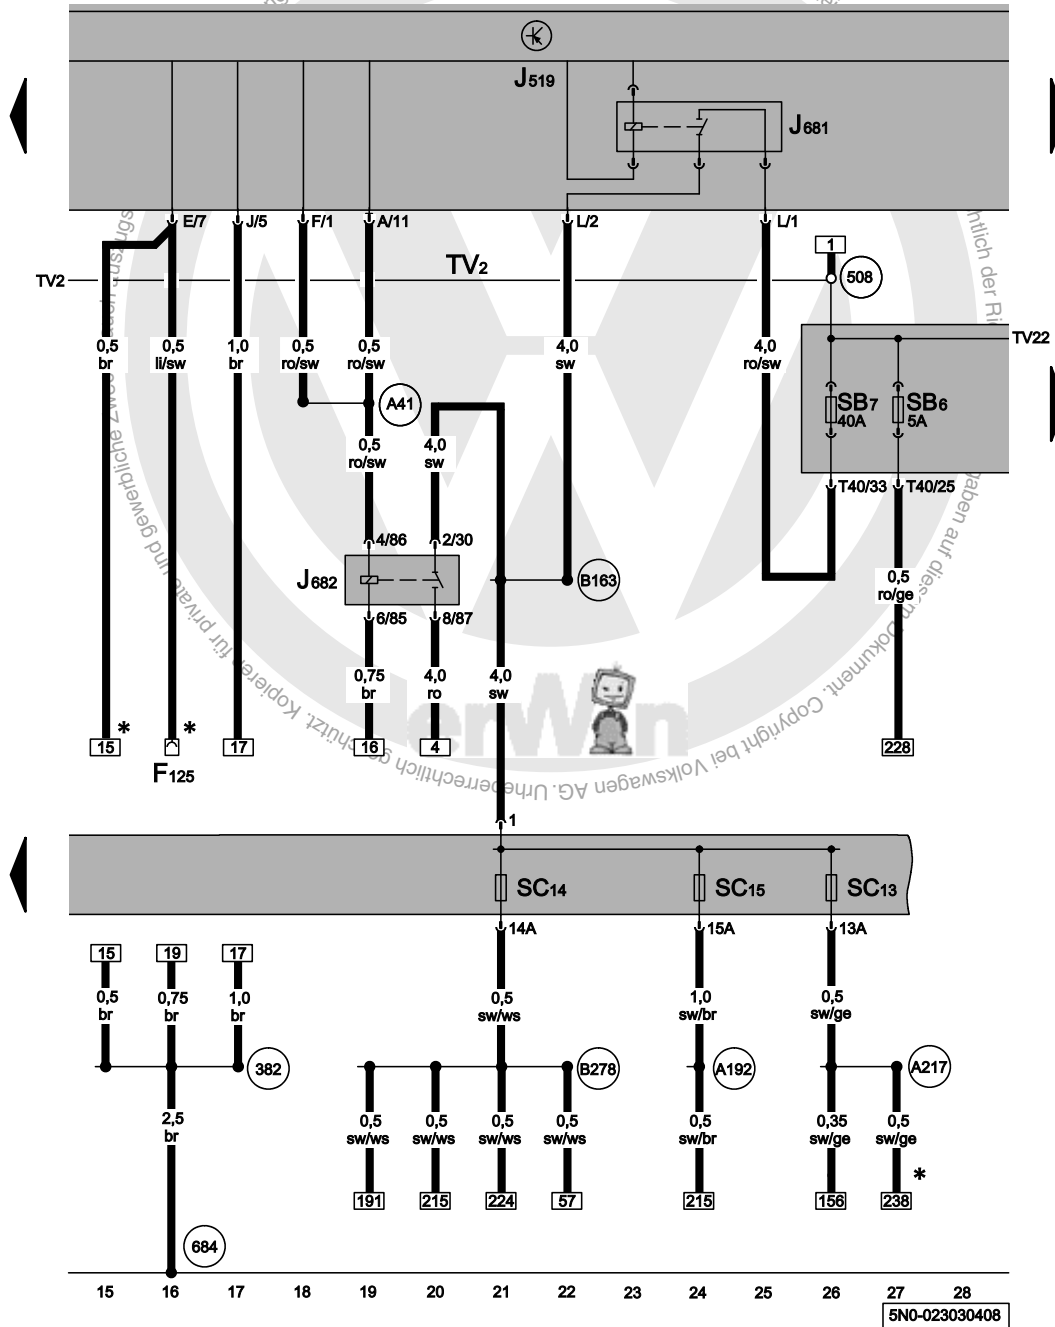 J519
J681
E/7 J/5 F/1 A/11 L/2 L/1
1
TV2 TV2 508
TV22
0,5 0,5 1,0 0,5 0,5 4,0 4,0
br li/sw br ro/sw ro/sw sw ro/sw
A41
SB7 SB6
40A 5A
0,5 4,0
ro/sw sw
T40/33 T40/25
4/86 2/30
J682 B163
0,5
ro/ge
6/85 8/87
0,75 4,0 4,0
br ro sw
erWin
* *
15 17 16 4 228
F125
1
SC14 SC15 SC13
14A 15A 13A
15 19 17
0,5 0,75 1,0 0,5 1,0 0,5
br br br sw/ws sw/br sw/ge
382 B278 A192 A217
2,5 0,5 0,5 0,5 0,5 0,5 0,35 0,5
br sw/ws sw/ws sw/ws sw/ws sw/br sw/ge sw/ge
*
191 215 224 57 215 156 238
684
15 16 17 18 19 20 21 22 23 24 25 26 27 28
5N0-023030408